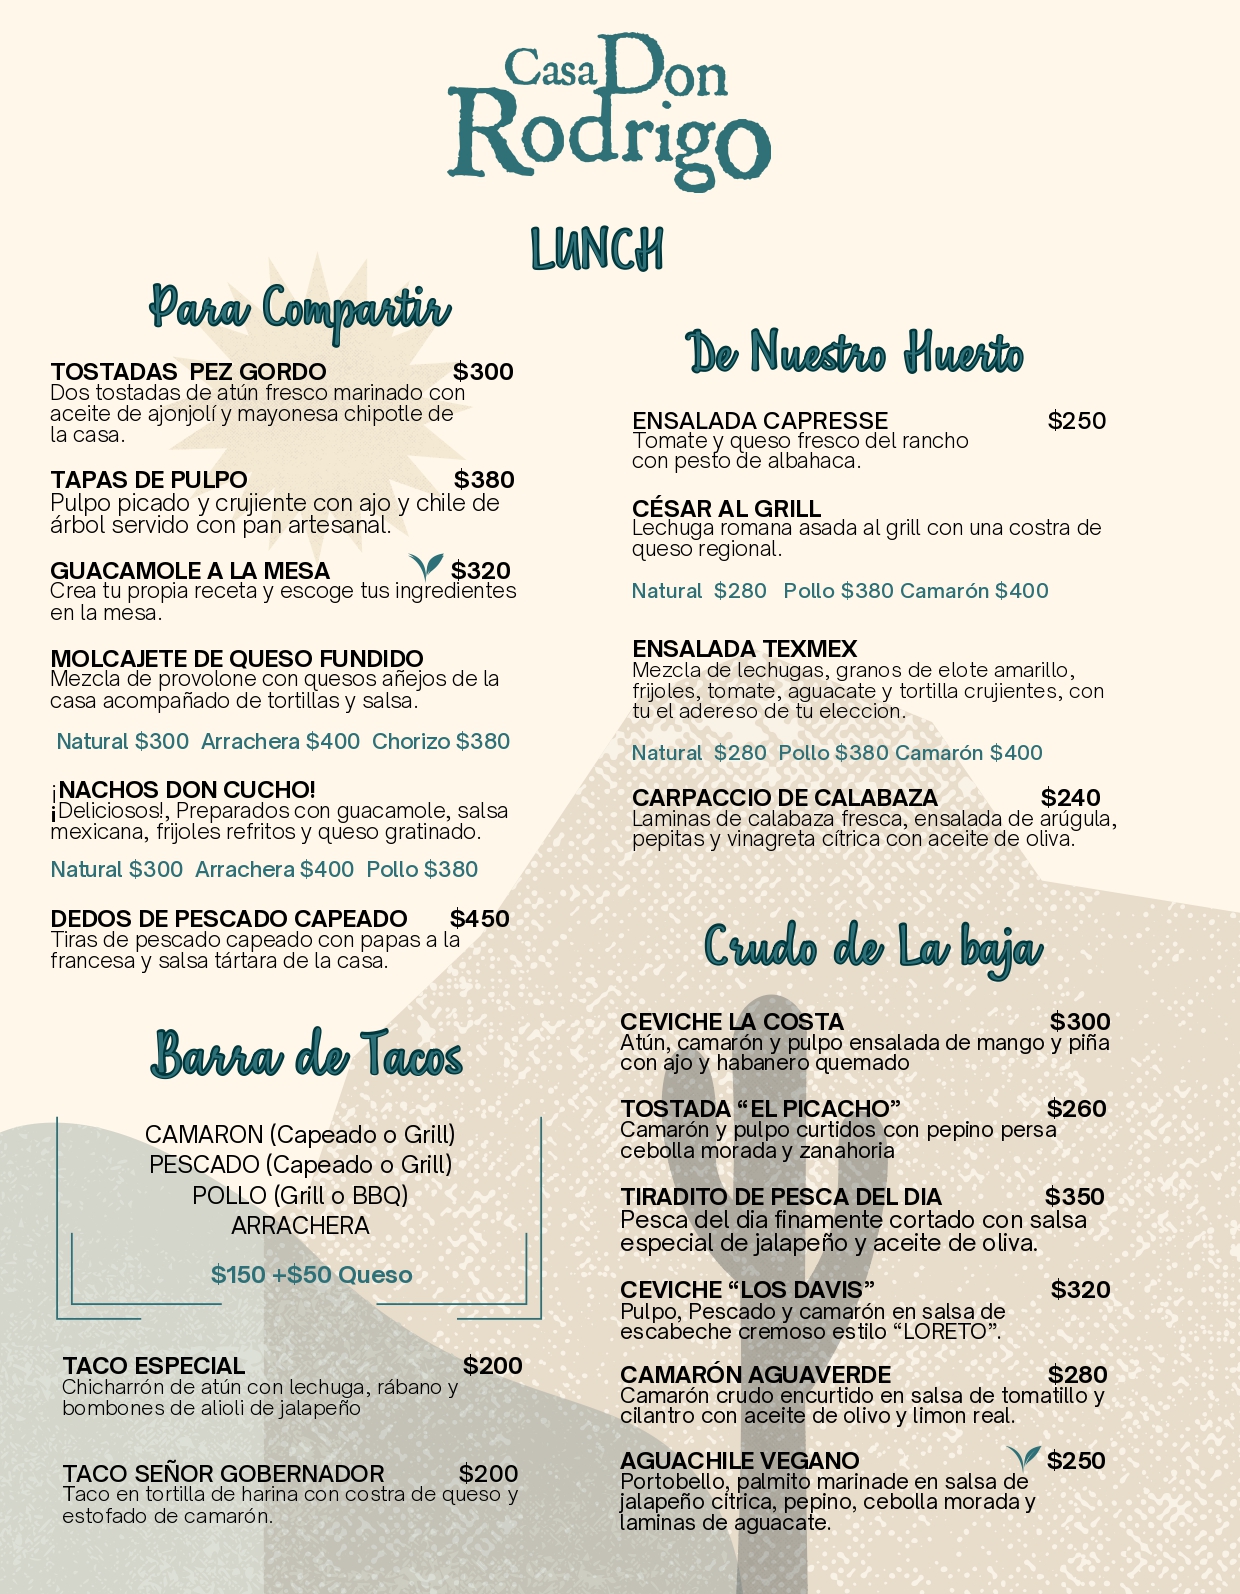 Casa Don
Rodrigo
LUNCH
Para Compartir
TOSTADAS PEZ GORDO $300
Dos tostadas de atún fresco marinado con
aceite de ajonjolí y mayonesa chipotle de
la casa.
TAPAS DE PULPO $380
Pulpo picado y crujiente con ajo y chile de
árbol servido con pan artesanal.
GUACAMOLE A LA MESA $320
Crea tu propia receta y escoge tus ingredientes
en la mesa.
MOLCAJETE DE QUESO FUNDIDO
Mezcla de provolone con quesos añejos de la
casa acompañado de tortillas y salsa.
Natural $300 Arrachera $400 Chorizo $380
¡NACHOS DON CUCHO!
¡Deliciosos!, Preparados con guacamole, salsa
mexicana, frijoles refritos y queso gratinado.
Natural $300 Arrachera $400 Pollo $380
DEDOS DE PESCADO CAPEADO $450
Tiras de pescado capeado con papas a la
francesa y salsa tártara de la casa.
Barra de Tacos
CAMARON (Capeado o Grill)
PESCADO (Capeado o Grill)
POLLO (Grill o BBQ)
ARRACHERA
$150 +$50 Queso
TACO ESPECIAL $200
Chicharrón de atún con lechuga, rábano y
bombones de alioli de jalapeño
TACO SEÑOR GOBERNADOR $200
Taco en tortilla de harina con costra de queso y
estofado de camarón.
De Nuestro Huerto
ENSALADA CAPRESSE $250
Tomate y queso fresco del rancho
con pesto de albahaca.
CÉSAR AL GRILL
Lechuga romana asada al grill con una costra de
queso regional.
Natural $280 Pollo $380 Camarón $400
ENSALADA TEXMEX
Mezcla de lechugas, granos de elote amarillo,
frijoles, tomate, aguacate y tortilla crujientes, con
tu el adereso de tu eleccion.
Natural $280 Pollo $380 Camarón $400
CARPACCIO DE CALABAZA $240
Laminas de calabaza fresca, ensalada de arúgula,
pepitas y vinagreta cítrica con aceite de oliva.
Crudo de La baja
CEVICHE LA COSTA $300
Atún, camarón y pulpo ensalada de mango y piña
con ajo y habanero quemado
TOSTADA “EL PICACHO” $260
Camarón y pulpo curtidos con pepino persa
cebolla morada y zanahoria
TIRADITO DE PESCA DEL DIA $350
Pesca del dia finamente cortado con salsa
especial de jalapeño y aceite de oliva.
CEVICHE “LOS DAVIS” $320
Pulpo, Pescado y camarón en salsa de
escabeche cremoso estilo “LORETO”.
CAMARÓN AGUAVERDE $280
Camarón crudo encurtido en salsa de tomatillo y
cilantro con aceite de olivo y limon real.
AGUACHILE VEGANO $250
Portobello, palmito marinade en salsa de
jalapeño citrica, pepino, cebolla morada y
laminas de aguacate.